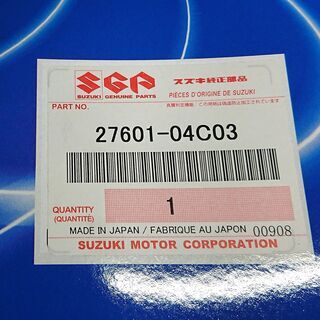 SGP
SUZUKI
GENUINE PARTS
スズキ純正部品
PIÈCES D'ORIGINE DE SUZUKI
PART NO.
27601-04C03
QUANTITY
(QUANTITÉ)
1
MADE IN JAPAN / FABRIQUE AU JAPON
00908
SUZUKI MOTOR CORPORATION